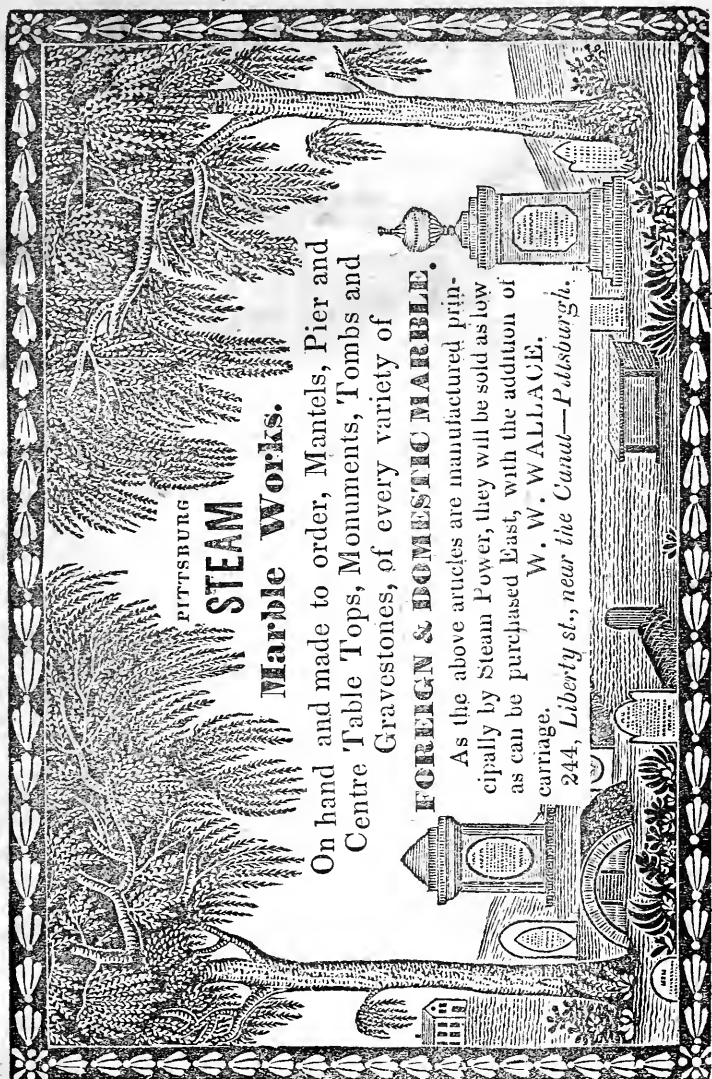 PITTSBURG
STEAM
Marble Works.
On hand and made to order, Mantels, Pier and
Centre Table Tops, Monuments, Tombs and
Gravestones, of every variety of
FOREIGN & DOMESTIC MARBLE.
As the above articles are manufactured prin-
cipally by Steam Power, they will be sold as low
as can be purchased East, with the addition of
carriage. W. W. WALLACE.
244, Liberty st., near the Canal—Pittsburgh.